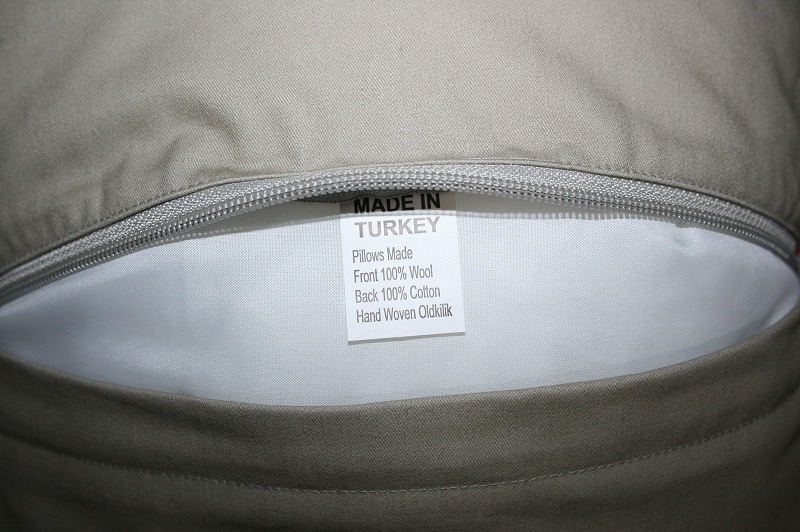 MADE IN
TURKEY
Pillows Made
Front 100% Wool
Back 100% Cotton
Hand Woven Oldkilik